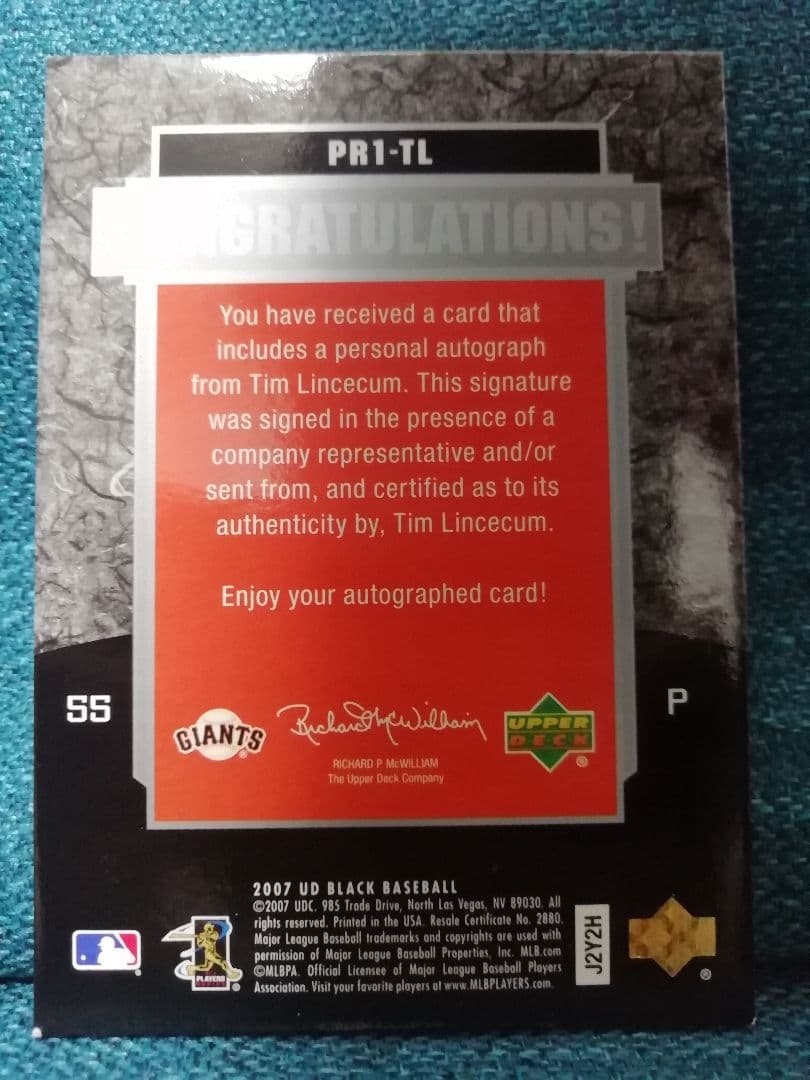 PR1-TL
CONGRATULATIONS!
You have received a card that
includes a personal autograph
from Tim Lincecum. This signature
was signed in the presence of a
company representative and/or
sent from, and certified as to its
authenticity by, Tim Lincecum.
Enjoy your autographed card!
55
P
GIANTS
Richard P McWilliam
UPPER
DECK
RICHARD P. McWILLIAM
The Upper Deck Company
2007 UD BLACK BASEBALL
©2007 UDC. 985 Trade Drive, North Las Vegas, NV 89030. All
rights reserved. Printed in the USA. Resale Certificate No. 2880.
Major League Baseball trademarks and copyrights are used with
permission of Major League Baseball Properties, Inc. MLB.com
©MLBPA. Official Licensee of Major League Baseball Players
Association. Visit your favorite players at www.MLBPLAYERS.com.
PLAYERS
J2Y2H